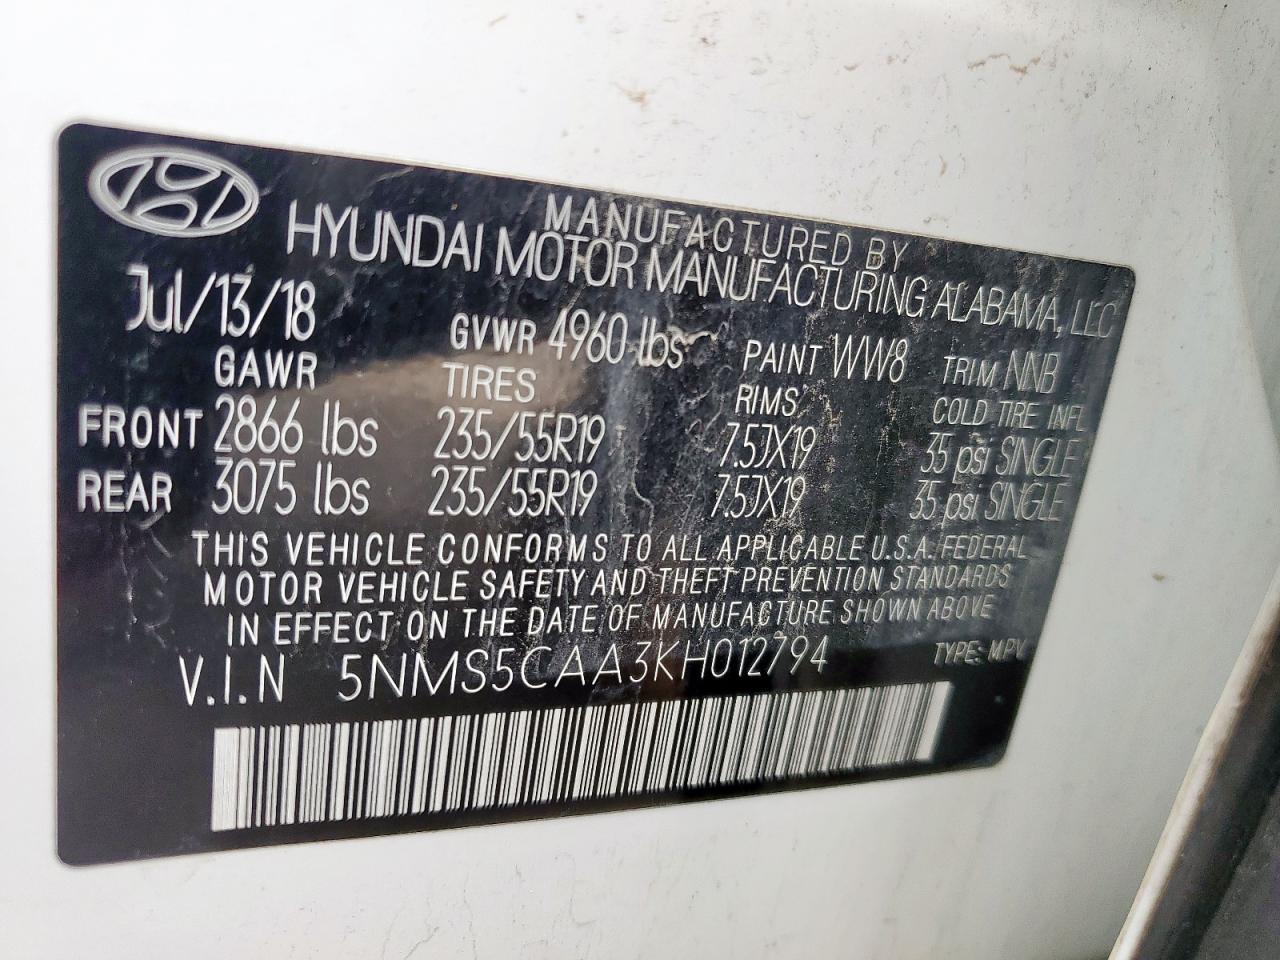 MANUFACTURED BY
HYUNDAI MOTOR MANUFACTURING ALABAMA, LLC
Jul/13/18 GVWR 4960 lbs PAINT WW8 TRIM NNB
GAWR TIRES RIMS COLD TIRE INFL
FRONT 2866 lbs 235/55R19 7.5JX19 35 psi SINGLE
REAR 3075 lbs 235/55R19 7.5JX19 35 psi SINGLE
THIS VEHICLE CONFORMS TO ALL APPLICABLE U.S.A. FEDERAL
MOTOR VEHICLE SAFETY AND THEFT PREVENTION STANDARDS
IN EFFECT ON THE DATE OF MANUFACTURE SHOWN ABOVE
V.I.N 5NMS5CAA3KH012794 TYPE: MPV